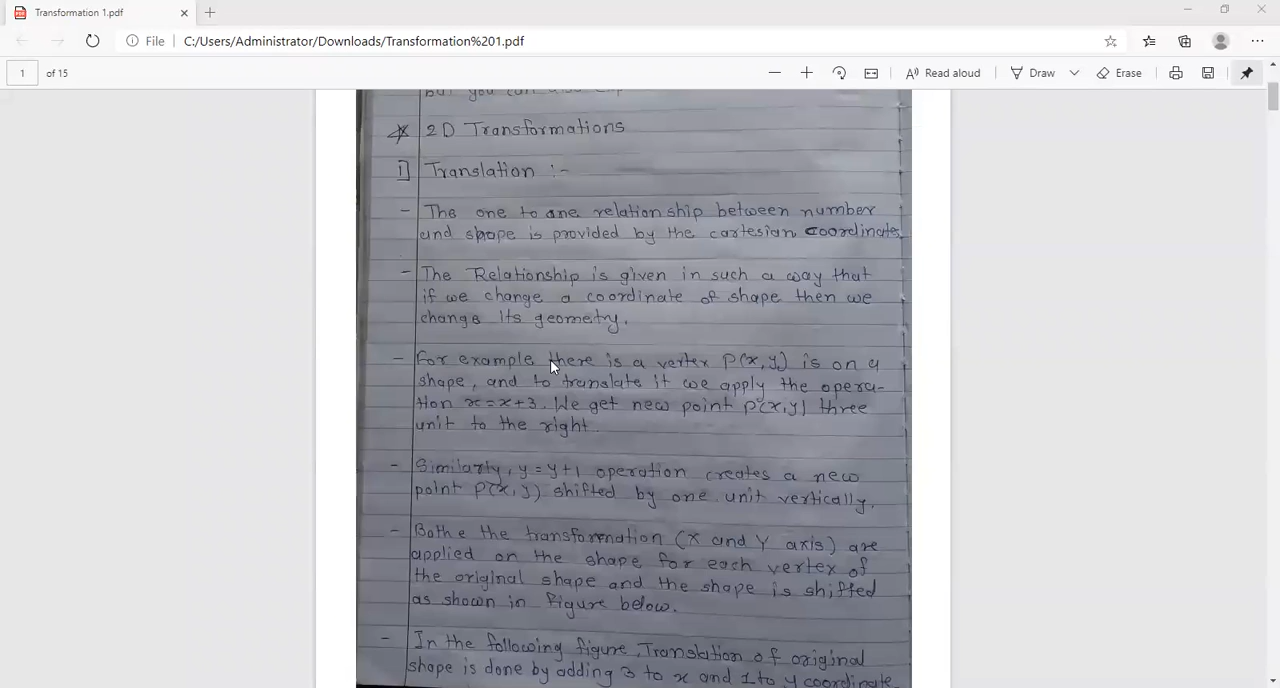 Transformation 1.pdf
File
C:/Users/Administrator/Downloads/Transformation%201.pdf
1 of 15
Read aloud
Draw
Erase
but you can also
* 2D Transformations
1] Translation :-
- The one to one relationship between number
and shape is provided by the cartesian coordinates
- The Relationship is given in such a way that
if we change a coordinate of shape then we
change its geometry.
- For example there is a vertex P(x,y) is on a
shape, and to translate it we apply the opera-
tion x=x+3. We get new point P(x,y) three
unit to the right.
- Similarty, y=y+1 operation creates a new
point P(x,y) shifted by one unit vertically.
- Bothe the transformation (X and Y axis) are
applied on the shape for each vertex of
the original shape and the shape is shifted
as shown in Figure below.
- In the following figure, Translation of original
shape is done by adding 3 to x and 1 to y coordinate.